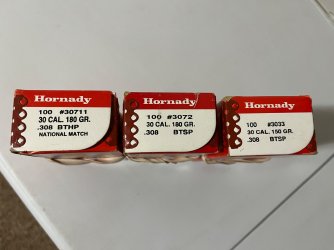 Hornady
100 #30711
30 CAL. 180 GR.
.308 BTHP
NATIONAL MATCH
Hornady
100 #3072
30 CAL. 180 GR.
.308 BTSP
Hornady
100 #3033
30 CAL. 150 GR.
.308 BTSP